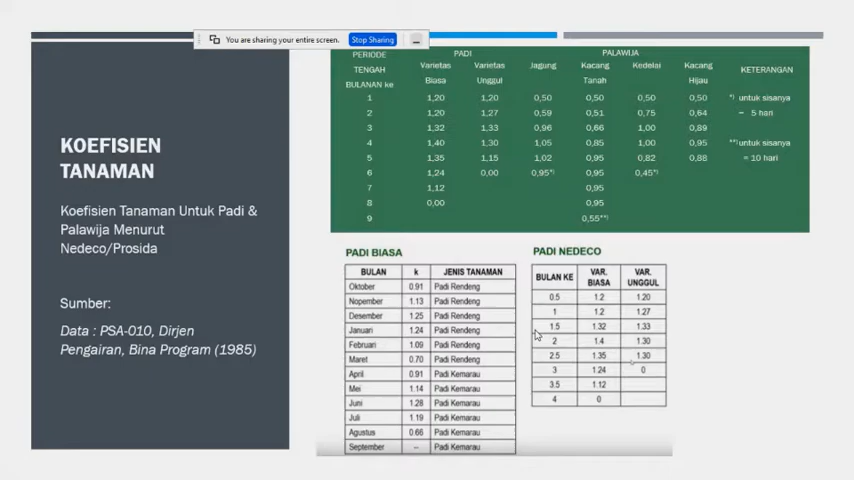 You are sharing your entire screen.
Stop Sharing
KOEFISIEN
TANAMAN
Koefisien Tanaman Untuk Padi &
Palawija Menurut
Nedeco/Prosida
Sumber:
Data : PSA-010, Dirjen
Pengairan, Bina Program (1985)
PERIODE PADI PALAWIJA
TENGAH Varietas Varietas Jagung Kacang Kedelai Kacang KETERANGAN
BULANAN ke Biasa Unggul Tanah Hijau
1 1,20 1,20 0,50 0,50 0,50 0,50 *) untuk sisanya
2 1,20 1,27 0,59 0,51 0,75 0,64 = 5 hari
3 1,32 1,33 0,96 0,66 1,00 0,89
4 1,40 1,30 1,05 0,85 1,00 0,95 **)untuk sisanya
5 1,35 1,15 1,02 0,95 0,82 0,88 = 10 hari
6 1,24 0,00 0,95*) 0,95 0,45*)
7 1,12 0,95
8 0,00 0,95
9 0,55**)
PADI BIASA
BULAN k JENIS TANAMAN
Oktober 0.91 Padi Rendeng
Nopember 1.13 Padi Rendeng
Desember 1.25 Padi Rendeng
Januari 1.24 Padi Rendeng
Februari 1.09 Padi Rendeng
Maret 0.70 Padi Rendeng
April 0.91 Padi Kemarau
Mei 1.14 Padi Kemarau
Juni 1.28 Padi Kemarau
Juli 1.19 Padi Kemarau
Agustus 0.66 Padi Kemarau
September – Padi Kemarau
PADI NEDECO
BULAN KE VAR. BIASA VAR. UNGGUL
0.5 1.2 1.20
1 1.2 1.27
1.5 1.32 1.33
2 1.4 1.30
2.5 1.35 1.30
3 1.24 0
3.5 1.12
4 0